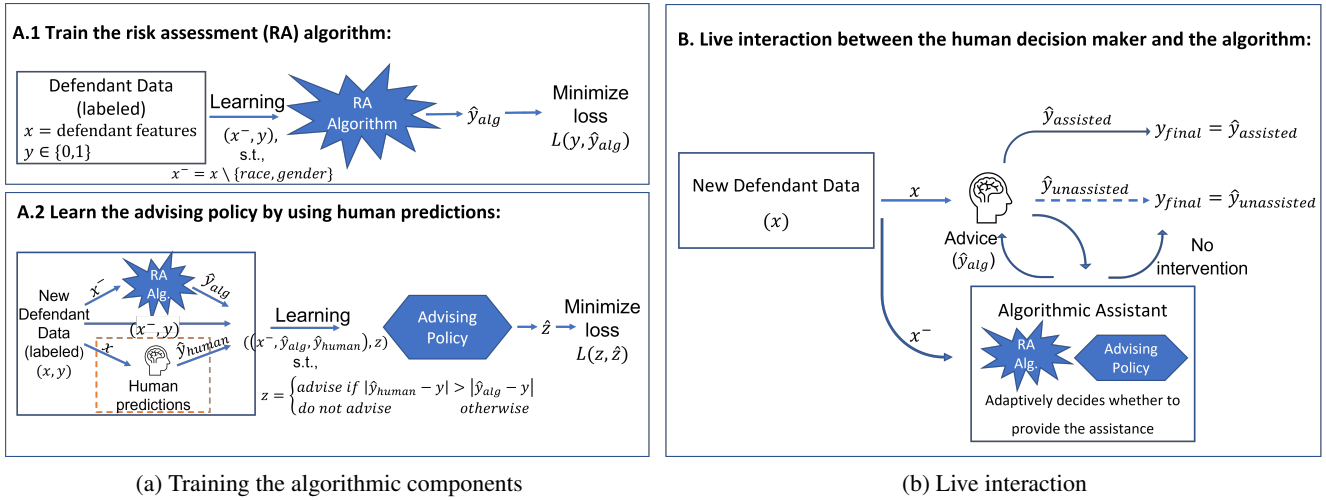 A.1 Train the risk assessment (RA) algorithm:
Defendant Data
(labeled)
x = defendant features
y ∈ {0,1}
Learning
(x⁻, y),
s.t.,
x⁻ = x \ {race, gender}
RA
Algorithm
ŷ_alg
Minimize
loss
L(y, ŷ_alg)
A.2 Learn the advising policy by using human predictions:
New
Defendant
Data
(labeled)
(x, y)
x⁻
RA
Alg.
ŷ_alg
(x⁻, y)
x
ŷ_human
Human
predictions
Learning
((x⁻, ŷ_alg, ŷ_human), z)
s.t.,
z = { advise if |ŷ_human − y| > |ŷ_alg − y|
do not advise otherwise
Advising
Policy
ẑ
Minimize
loss
L(z, ẑ)
(a) Training the algorithmic components
B. Live interaction between the human decision maker and the algorithm:
New Defendant Data
(x)
x
x⁻
Advice
(ŷ_alg)
ŷ_assisted
y_final = ŷ_assisted
ŷ_unassisted
y_final = ŷ_unassisted
No
intervention
Algorithmic Assistant
RA
Alg.
Advising
Policy
Adaptively decides whether to
provide the assistance
(b) Live interaction